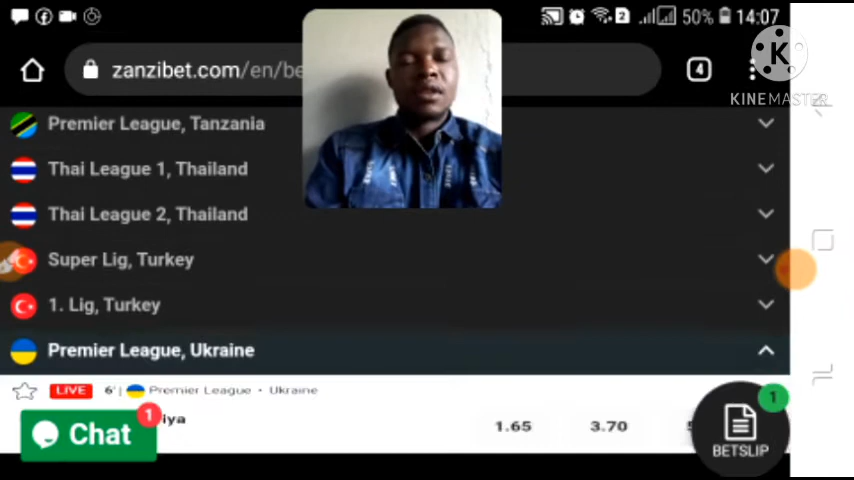 2 50% 14:07
zanzibet.com/en/be
4
K
KINEMASTER
Premier League, Tanzania
Thai League 1, Thailand
Thai League 2, Thailand
Super Lig, Turkey
1. Lig, Turkey
Premier League, Ukraine
LIVE 6' | Premier League • Ukraine
iya 1.65 3.70
Chat 1
1
BETSLIP